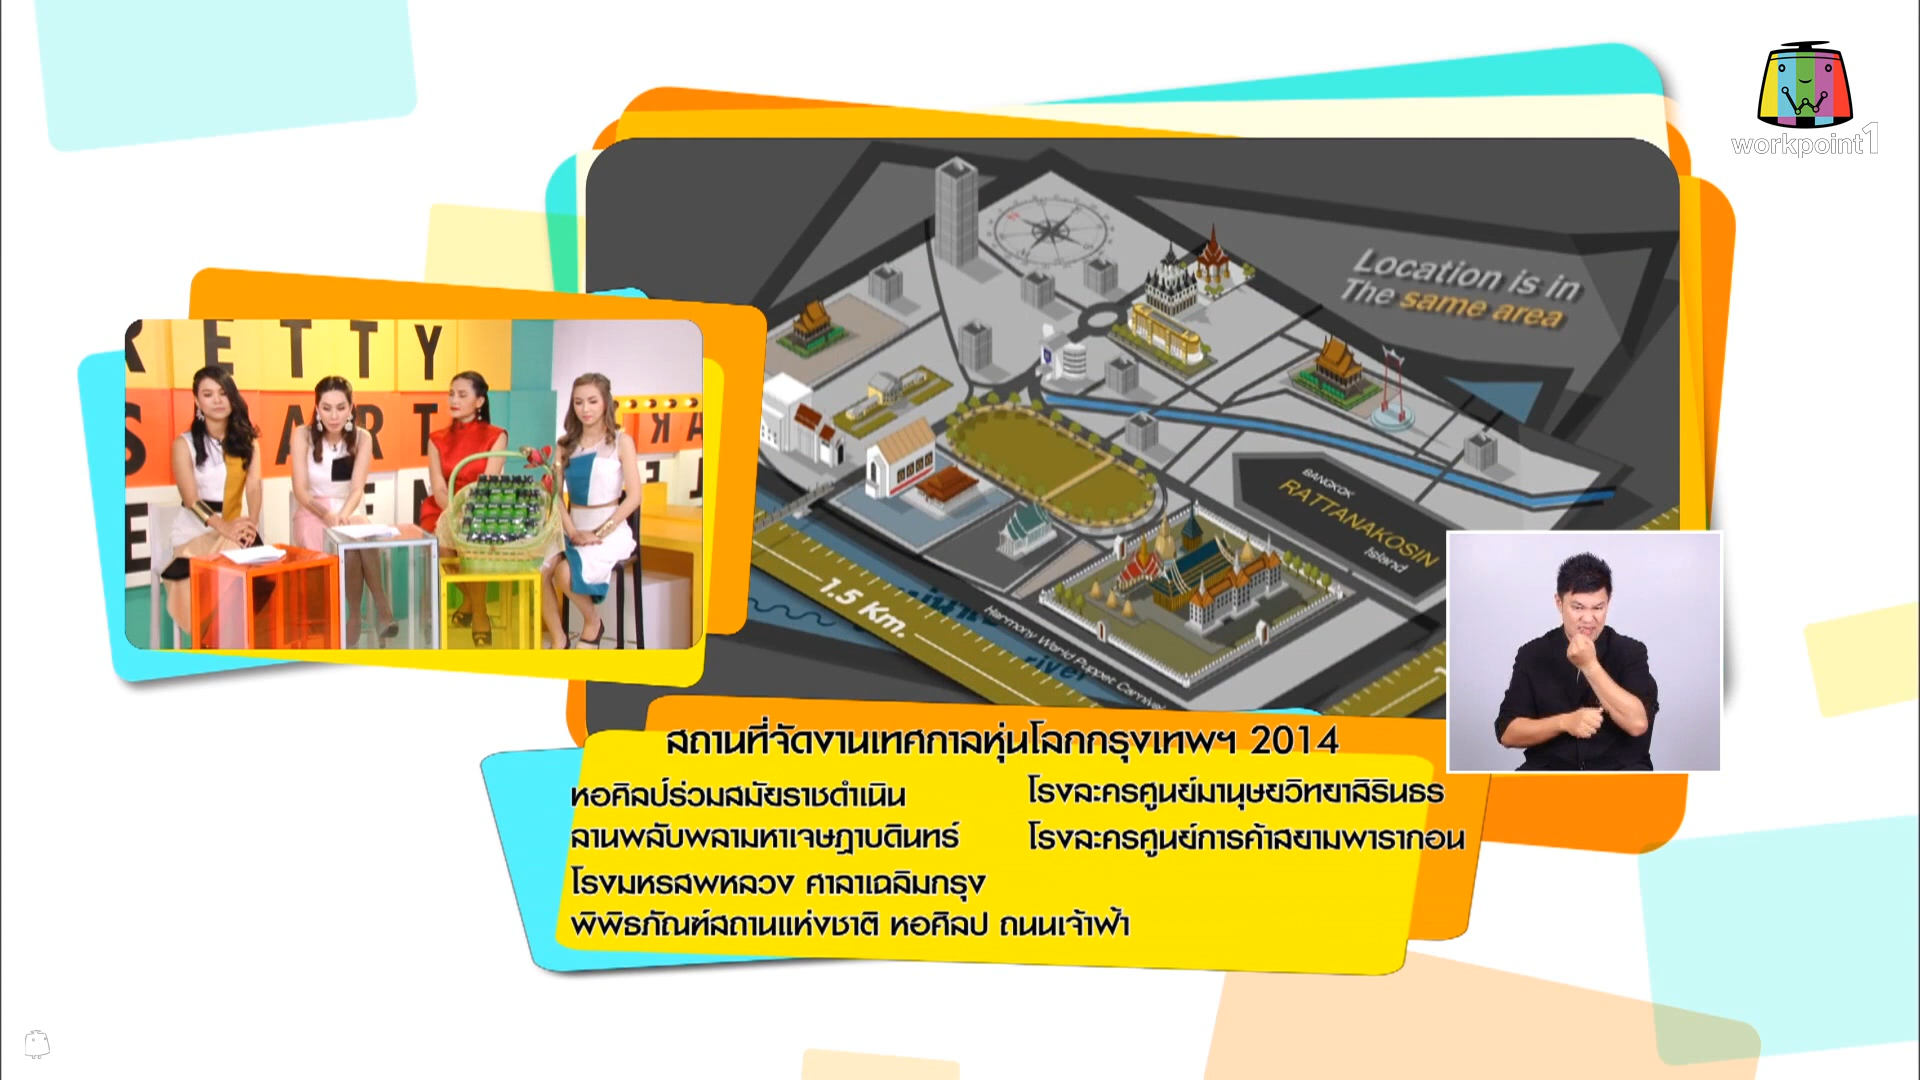 workpoint1
Location is in
The same area
RETTY
S ART
BANGKOK
RATTANAKOSIN
Island
1.5 Km.
river
Harmony World Puppet Carnival
สถานที่จัดงานเทศกาลหุ่นโลกกรุงเทพฯ 2014
หอศิลป์ร่วมสมัยราชดำเนิน
โรงละครศูนย์มานุษยวิทยาสิรินธร
ลานพลับพลามหาเจษฎาบดินทร์
โรงละครศูนย์การค้าสยามพารากอน
โรงมหรสพหลวง ศาลาเฉลิมกรุง
พิพิธภัณฑ์สถานแห่งชาติ หอศิลป ถนนเจ้าฟ้า